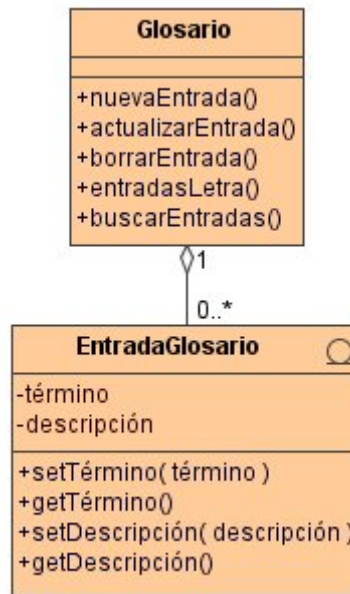 Glosario
+nuevaEntrada()
+actualizarEntrada()
+borrarEntrada()
+entradasLetra()
+buscarEntradas()
1
0..*
EntradaGlosario
-término
-descripción
+setTérmino( término )
+getTérmino()
+setDescripción( descripción )
+getDescripción()